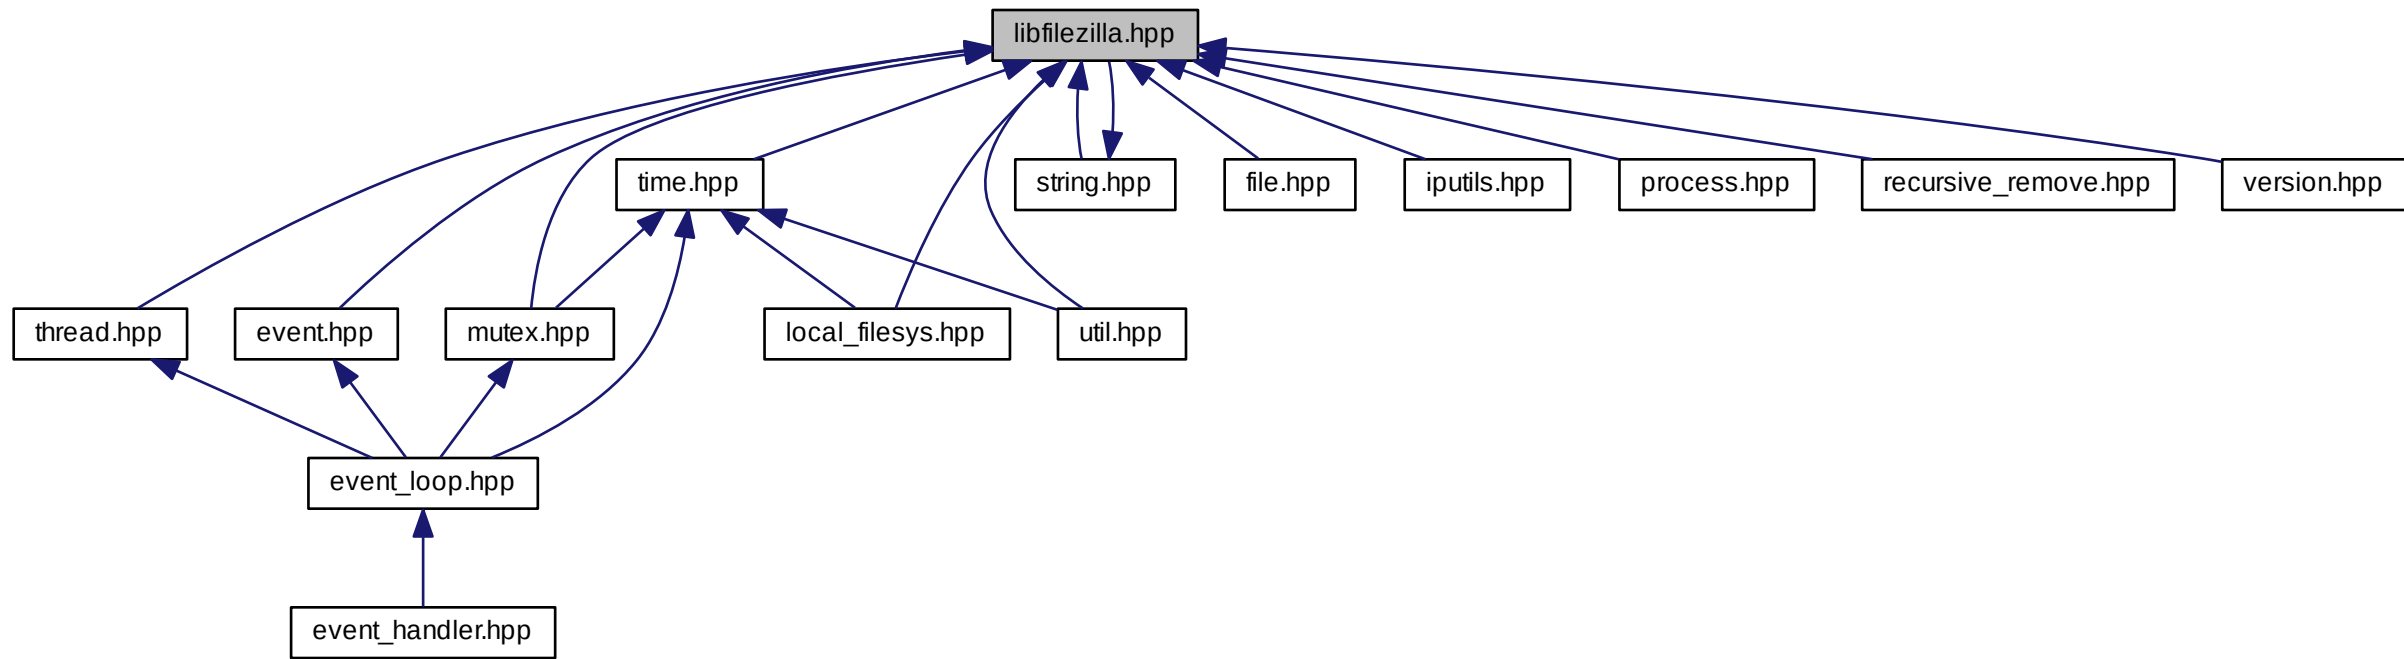 libfilezilla.hpp
time.hpp
string.hpp
file.hpp
iputils.hpp
process.hpp
recursive_remove.hpp
version.hpp
thread.hpp
event.hpp
mutex.hpp
local_filesys.hpp
util.hpp
event_loop.hpp
event_handler.hpp